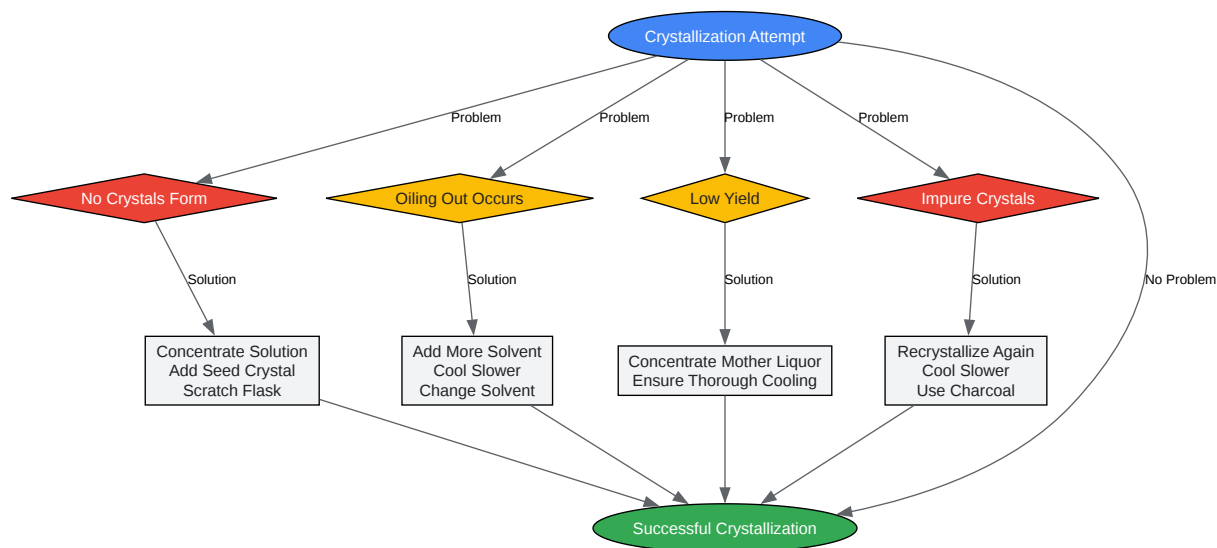 Crystallization Attempt
Problem
Problem
Problem
Problem
No Crystals Form
Oiling Out Occurs
Low Yield
Impure Crystals
Solution
Solution
Solution
Solution
No Problem
Concentrate Solution
Add Seed Crystal
Scratch Flask
Add More Solvent
Cool Slower
Change Solvent
Concentrate Mother Liquor
Ensure Thorough Cooling
Recrystallize Again
Cool Slower
Use Charcoal
Successful Crystallization